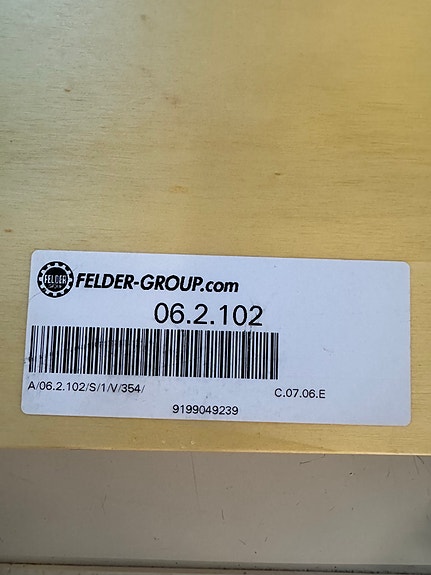 FELDER
FELDER-GROUP.com
06.2.102
A/06.2.102/S/1/V/354/
C.07.06.E
9199049239